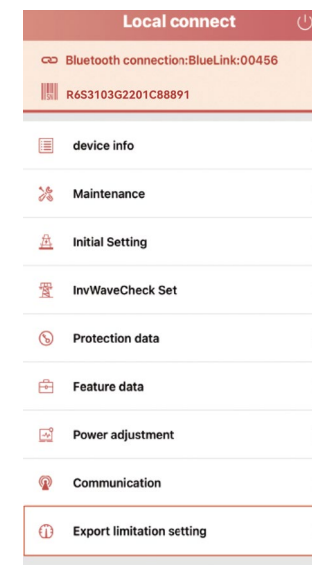 Local connect
Bluetooth connection:BlueLink:00456
R6S3103G2201C88891
device info
Maintenance
Initial Setting
InvWaveCheck Set
Protection data
Feature data
Power adjustment
Communication
Export limitation setting